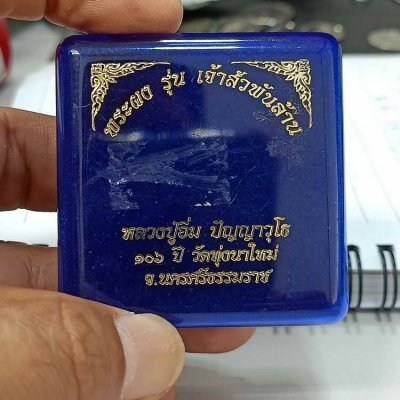 พระผง รุ่น เจ้าสัวพันล้าน
หลวงปู่อิ่ม ปัญญาวุโธ
๑๐๖ ปี วัดทุ่งนาใหม่
จ.นครศรีธรรมราช